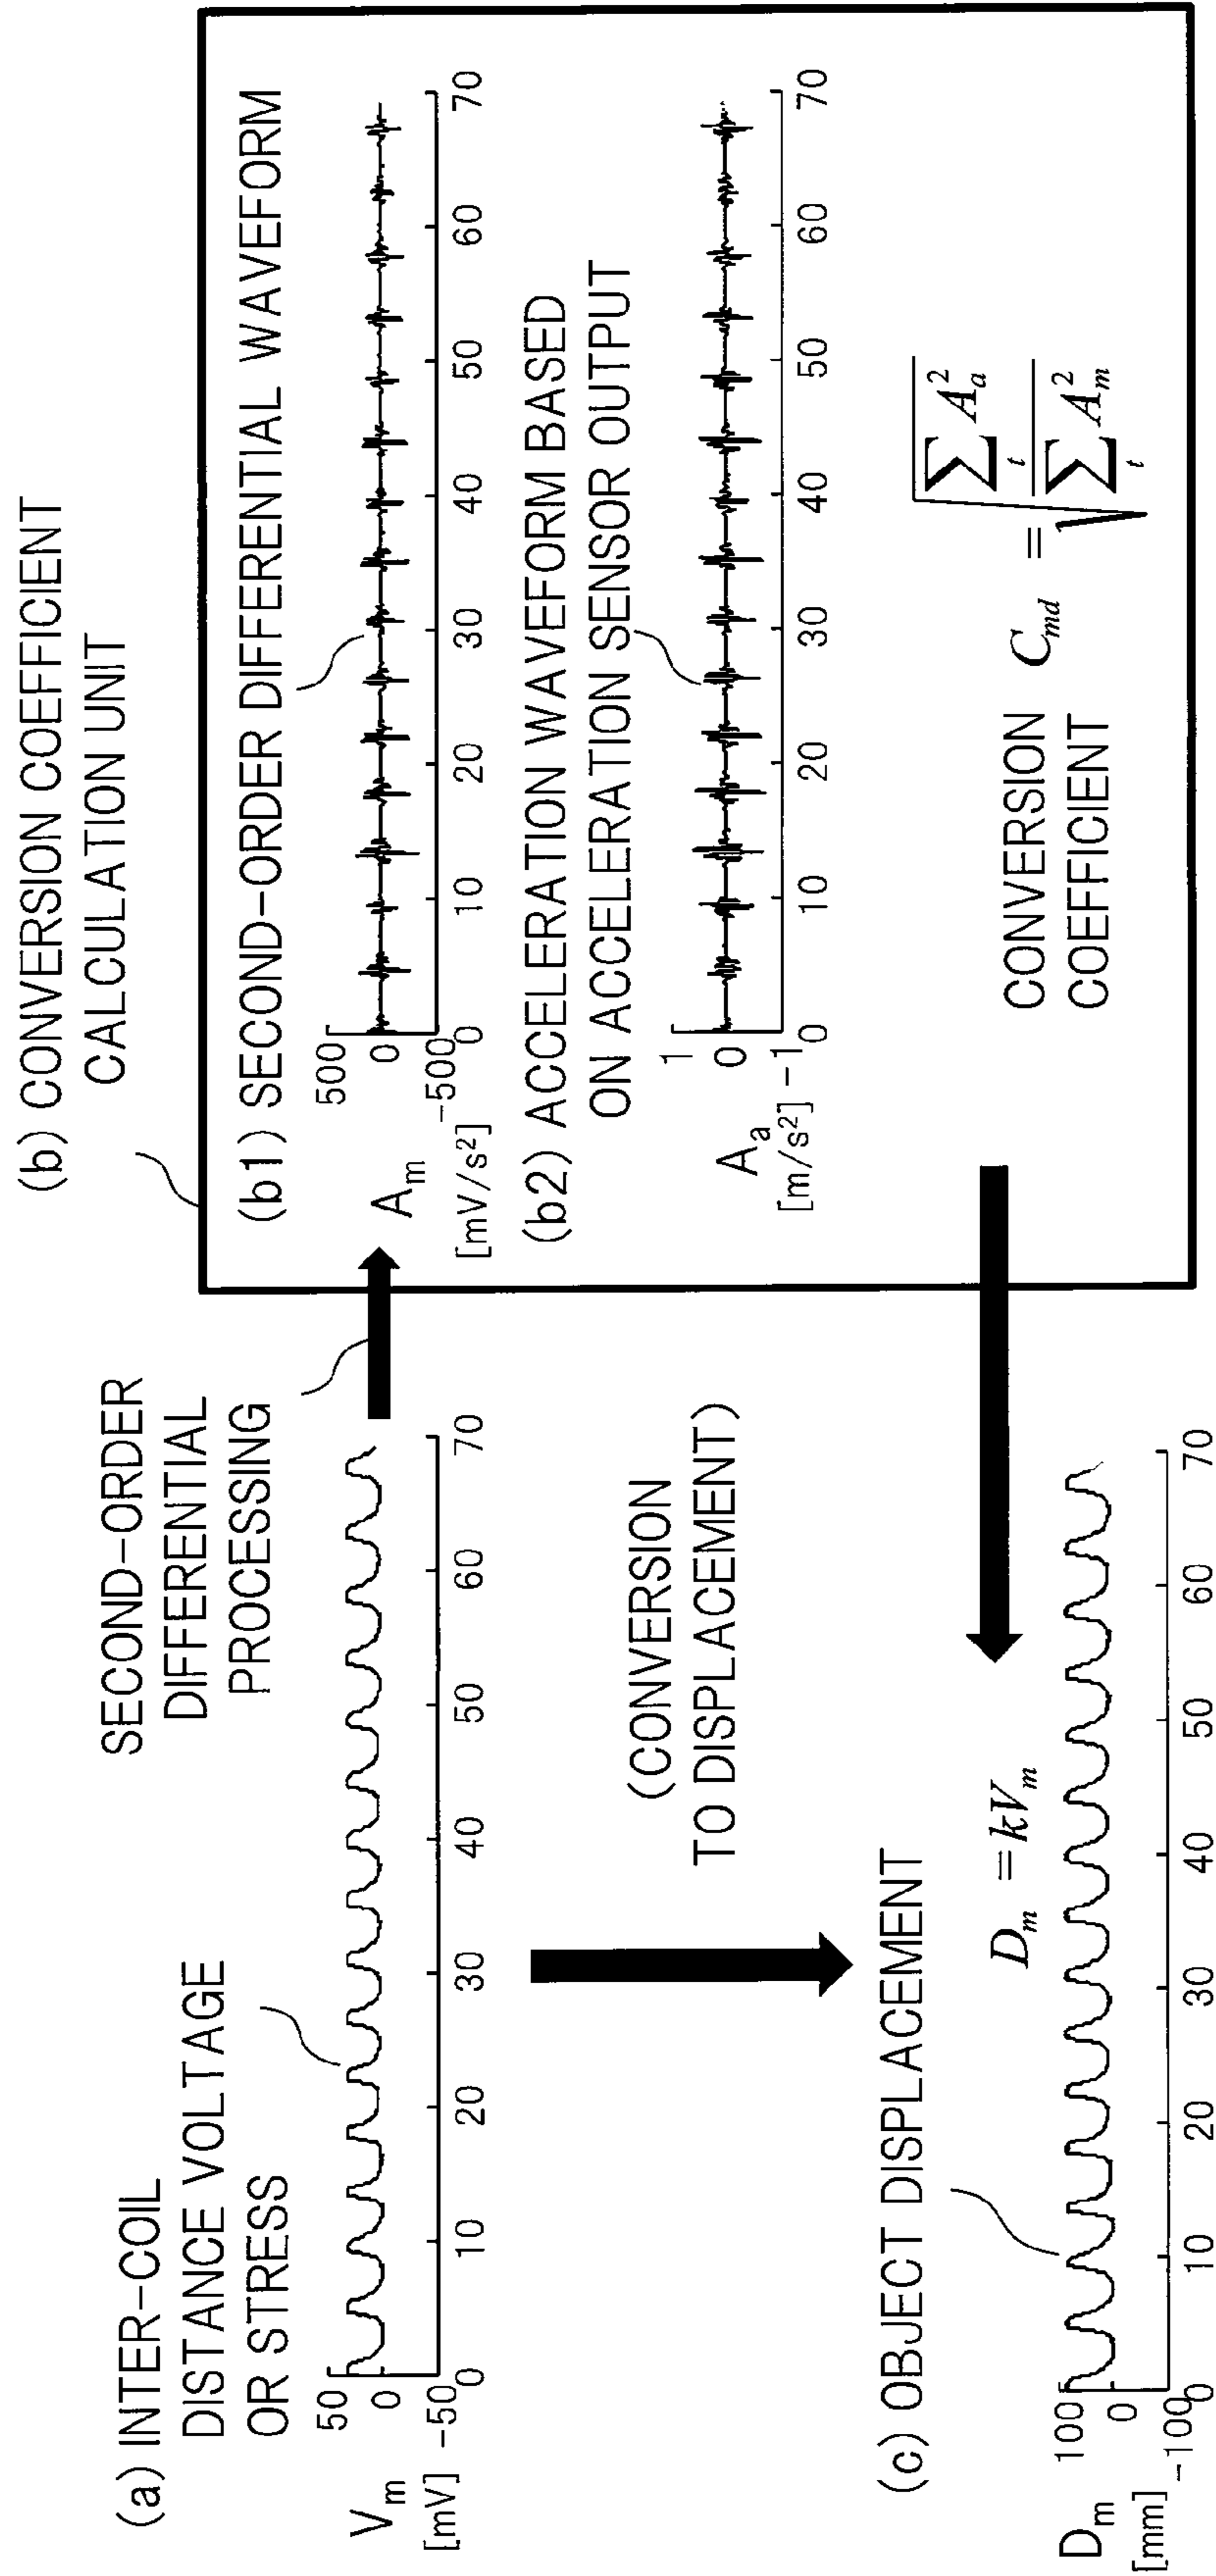 (a) INTER-COIL
DISTANCE VOLTAGE
OR STRESS
50
0
-50
V_m
[mV]
0 10 20 30 40 50 60 70
SECOND-ORDER
DIFFERENTIAL
PROCESSING
(b) CONVERSION COEFFICIENT
CALCULATION UNIT
(b1) SECOND-ORDER DIFFERENTIAL WAVEFORM
500
0
-500
A_m
[mV/s²]
0 10 20 30 40 50 60 70
(b2) ACCELERATION WAVEFORM BASED
ON ACCELERATION SENSOR OUTPUT
1
0
-1
A_a
[m/s²]
0 10 20 30 40 50 60 70
CONVERSION
COEFFICIENT
C_md = √(∑_t A_a² / ∑_t A_m²)
(CONVERSION
TO DISPLACEMENT)
(c) OBJECT DISPLACEMENT
D_m = kV_m
100
0
-100
D_m
[mm]
0 10 20 30 40 50 60 70